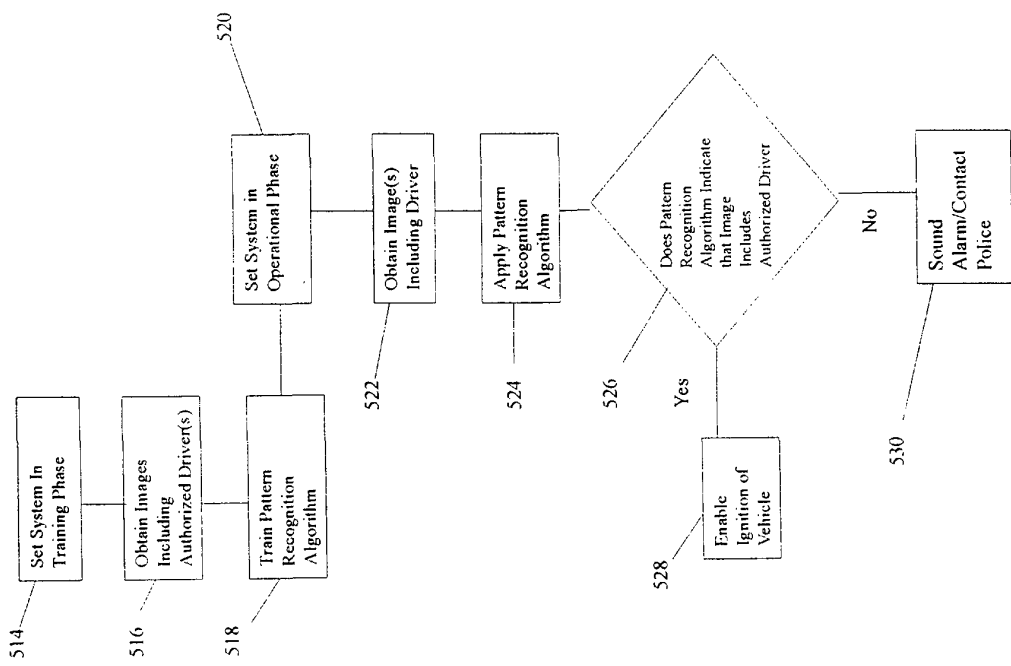 514
Set System In
Training Phase
516
Obtain Images
Including
Authorized Driver(s)
518
Train Pattern
Recognition
Algorithm
520
Set System in
Operational Phase
522
Obtain Image(s)
Including Driver
524
Apply Pattern
Recognition
Algorithm
526
Does Pattern
Recognition
Algorithm Indicate
that Image
Includes
Authorized Driver
Yes
528
Enable
Ignition of
Vehicle
No
530
Sound
Alarm/Contact
Police